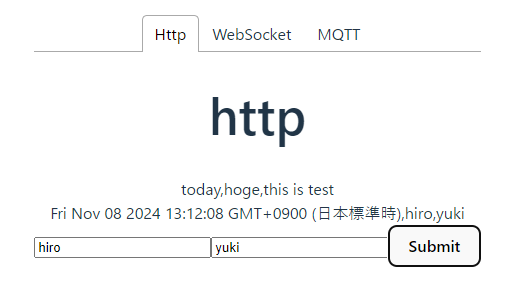 Http WebSocket MQTT
http
today,hoge,this is test
Fri Nov 08 2024 13:12:08 GMT+0900 (日本標準時),hiro,yuki
hiro yuki Submit